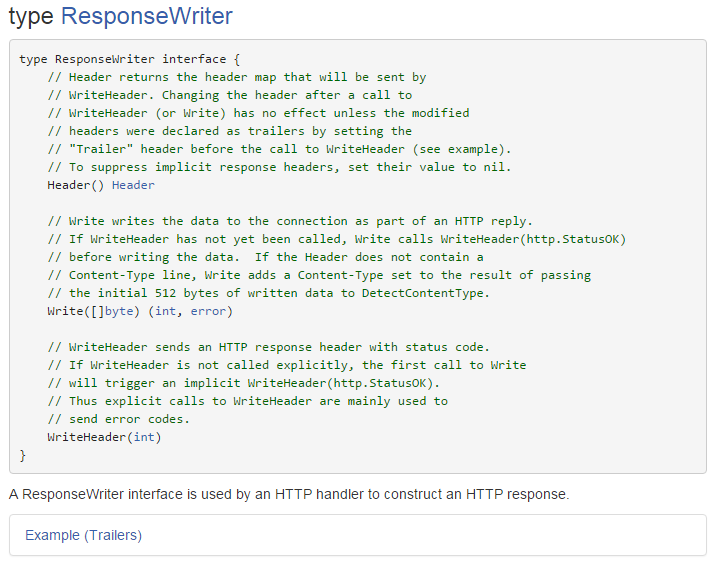 type ResponseWriter
type ResponseWriter interface {
    // Header returns the header map that will be sent by
    // WriteHeader. Changing the header after a call to
    // WriteHeader (or Write) has no effect unless the modified
    // headers were declared as trailers by setting the
    // "Trailer" header before the call to WriteHeader (see example).
    // To suppress implicit response headers, set their value to nil.
    Header() Header
    // Write writes the data to the connection as part of an HTTP reply.
    // If WriteHeader has not yet been called, Write calls WriteHeader(http.StatusOK)
    // before writing the data.  If the Header does not contain a
    // Content-Type line, Write adds a Content-Type set to the result of passing
    // the initial 512 bytes of written data to DetectContentType.
    Write([]byte) (int, error)
    // WriteHeader sends an HTTP response header with status code.
    // If WriteHeader is not called explicitly, the first call to Write
    // will trigger an implicit WriteHeader(http.StatusOK).
    // Thus explicit calls to WriteHeader are mainly used to
    // send error codes.
    WriteHeader(int)
}
A ResponseWriter interface is used by an HTTP handler to construct an HTTP response.
Example (Trailers)